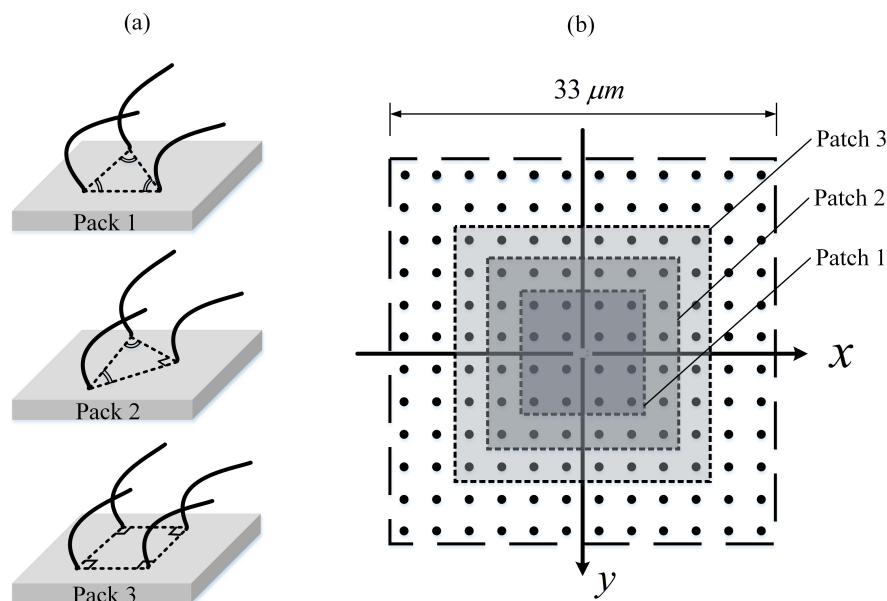 (a)
Pack 1
Pack 2
Pack 3
(b)
33 μm
Patch 3
Patch 2
Patch 1
x
y